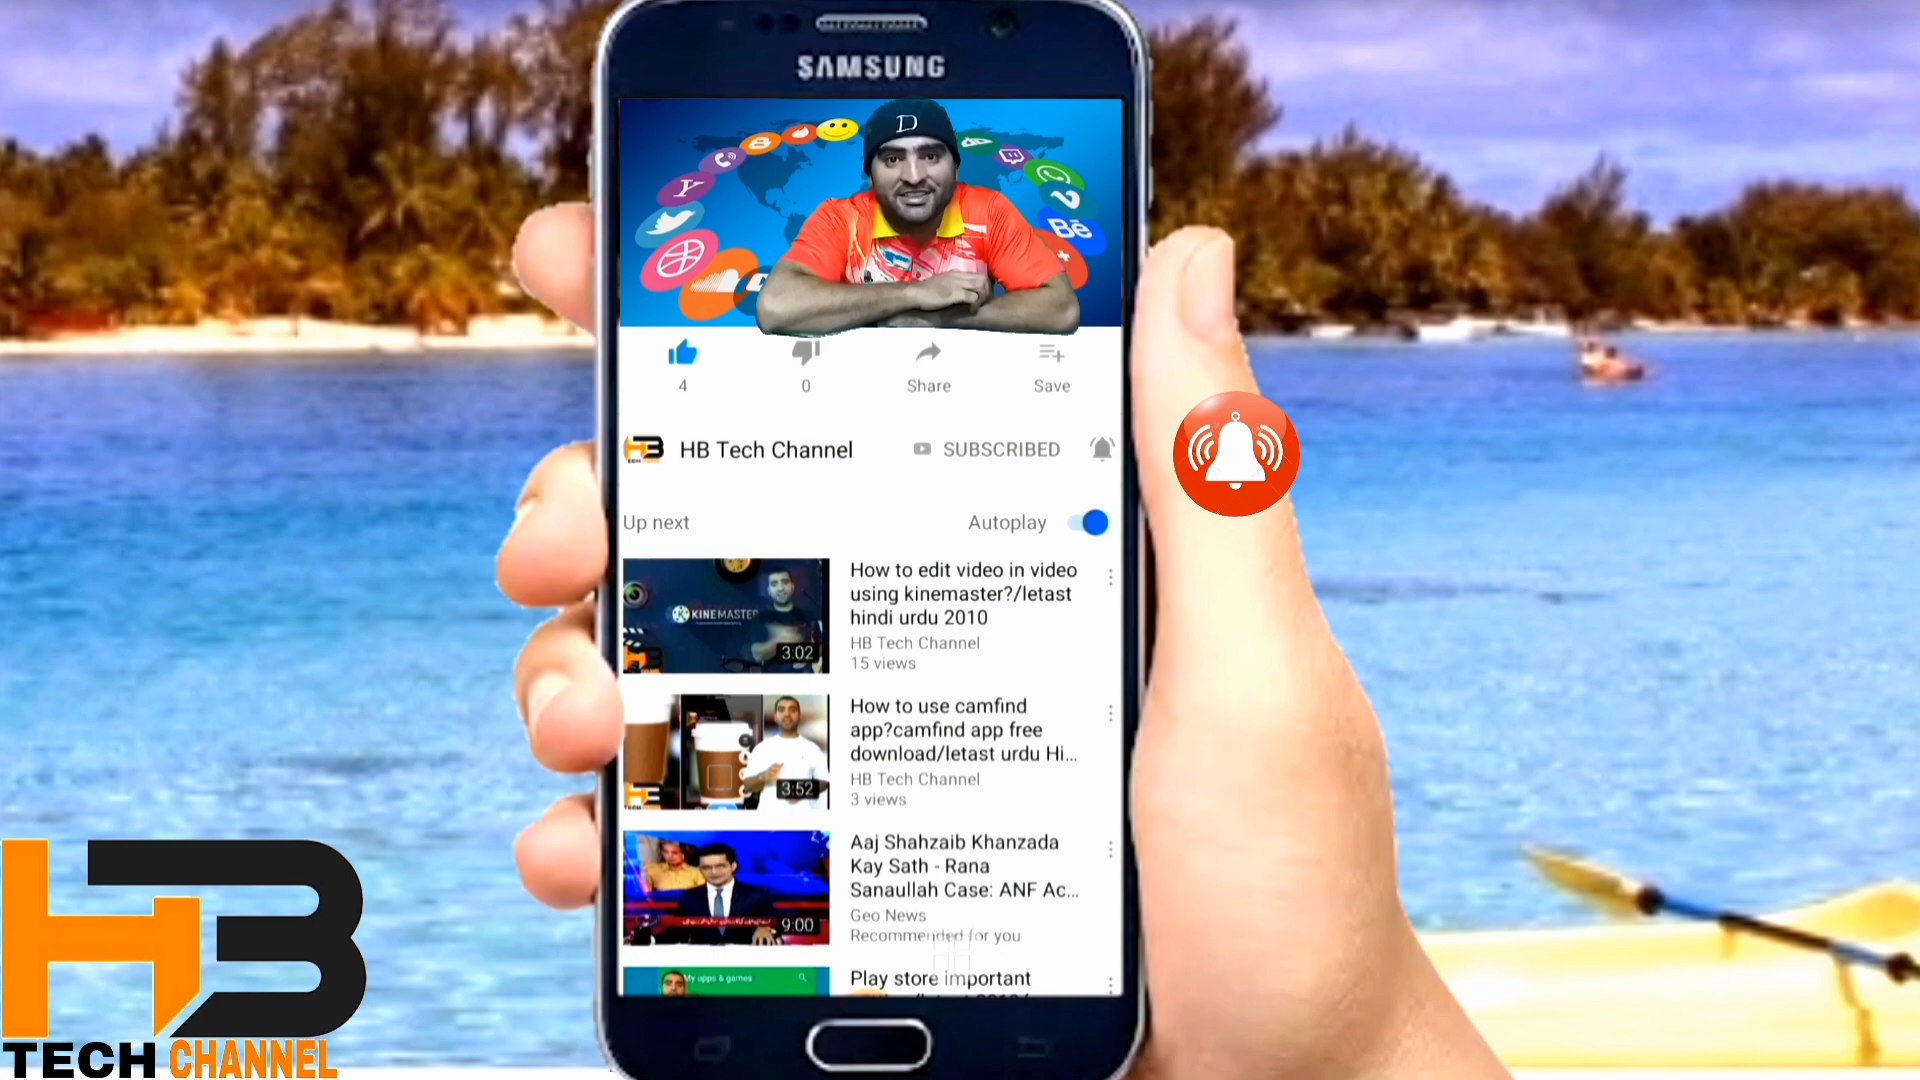 SAMSUNG
D
Y
Bē
4
0
Share
Save
HB Tech Channel
SUBSCRIBED
Up next
Autoplay
KINEMASTER
3:02
How to edit video in video
using kinemaster?/letast
hindi urdu 2010
HB Tech Channel
15 views
3:52
How to use camfind
app?camfind app free
download/letast urdu Hi...
HB Tech Channel
3 views
9:00
Aaj Shahzaib Khanzada
Kay Sath - Rana
Sanaullah Case: ANF Ac...
Geo News
Recommended for you
My apps & games
Play store important
HB
TECH CHANNEL